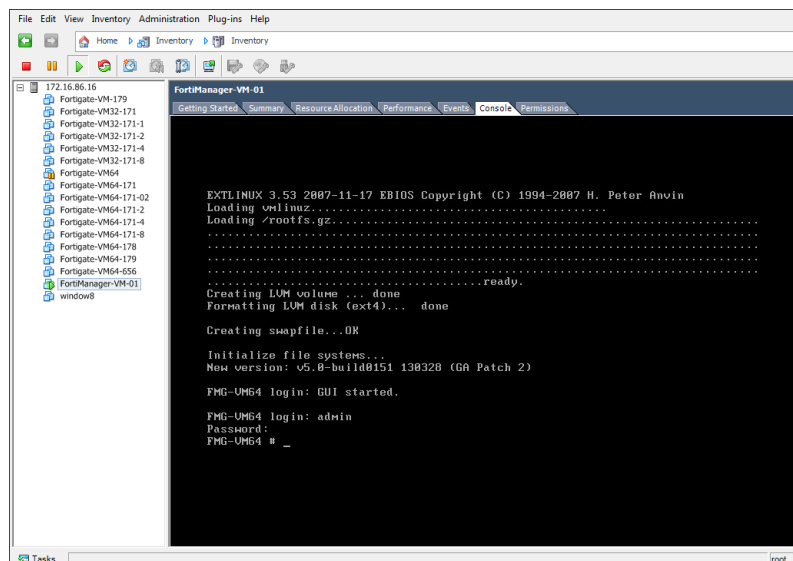 File Edit View Inventory Administration Plug-ins Help
Home Inventory Inventory
172.16.86.16
Fortigate-VM-179
Fortigate-VM32-171
Fortigate-VM32-171-1
Fortigate-VM32-171-2
Fortigate-VM32-171-4
Fortigate-VM32-171-8
Fortigate-VM64
Fortigate-VM64-171
Fortigate-VM64-171-02
Fortigate-VM64-171-2
Fortigate-VM64-171-4
Fortigate-VM64-171-8
Fortigate-VM64-178
Fortigate-VM64-179
Fortigate-VM64-656
FortiManager-VM-01
window8
FortiManager-VM-01
Getting Started Summary Resource Allocation Performance Events Console Permissions
EXTLINUX 3.53 2007-11-17 EBIOS Copyright (C) 1994-2007 H. Peter Anvin
Loading vmlinuz.......................................
Loading /rootfs.gz........................................................
.........................................................................
.........................................................................
.........................................................................
.........................................................................
.....................................ready.
Creating LVM volume ... done
Formatting LVM disk (ext4)... done
Creating swapfile...OK
Initialize file systems...
New version: v5.0-build0151 130328 (GA Patch 2)
FMG-VM64 login: GUI started.
FMG-VM64 login: admin
Password:
FMG-VM64 # _
Tasks
root